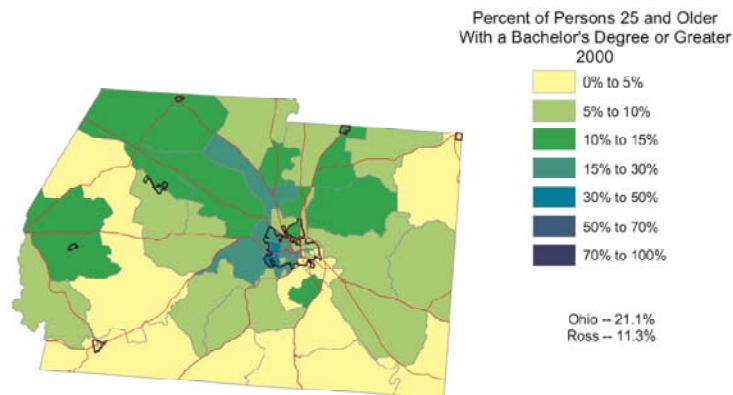 Percent of Persons 25 and Older
With a Bachelor's Degree or Greater
2000
0% to 5%
5% to 10%
10% to 15%
15% to 30%
30% to 50%
50% to 70%
70% to 100%
Ohio -- 21.1%
Ross -- 11.3%